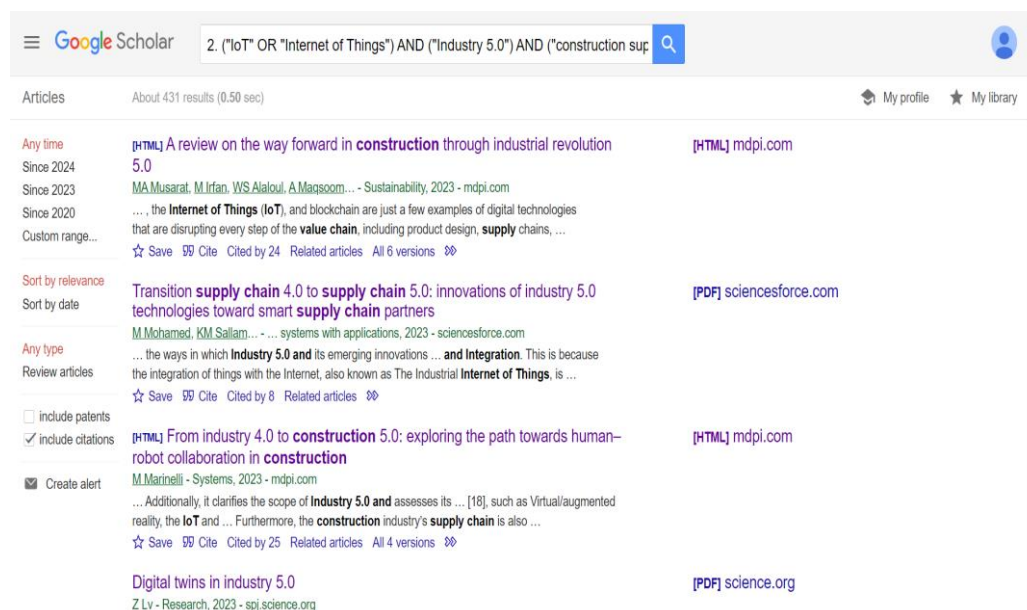 Google Scholar
2. ("IoT" OR "Internet of Things") AND ("Industry 5.0") AND ("construction sup
Articles
About 431 results (0.50 sec)
My profile
My library
Any time
Since 2024
Since 2023
Since 2020
Custom range...
Sort by relevance
Sort by date
Any type
Review articles
include patents
include citations
Create alert
[HTML] A review on the way forward in construction through industrial revolution
5.0
MA Musarat, M Irfan, WS Alaloul, A Maqsoom... - Sustainability, 2023 - mdpi.com
... , the Internet of Things (IoT), and blockchain are just a few examples of digital technologies
that are disrupting every step of the value chain, including product design, supply chains, ...
Save Cite Cited by 24 Related articles All 6 versions
[HTML] mdpi.com
Transition supply chain 4.0 to supply chain 5.0: innovations of industry 5.0
technologies toward smart supply chain partners
M Mohamed, KM Sallam... - ... systems with applications, 2023 - sciencesforce.com
... the ways in which Industry 5.0 and its emerging innovations ... and Integration. This is because
the integration of things with the Internet, also known as The Industrial Internet of Things, is ...
Save Cite Cited by 8 Related articles
[PDF] sciencesforce.com
[HTML] From industry 4.0 to construction 5.0: exploring the path towards human–
robot collaboration in construction
M Marinelli - Systems, 2023 - mdpi.com
... Additionally, it clarifies the scope of Industry 5.0 and assesses its ... [18], such as Virtual/augmented
reality, the IoT and ... Furthermore, the construction industry's supply chain is also ...
Save Cite Cited by 25 Related articles All 4 versions
[HTML] mdpi.com
Digital twins in industry 5.0
Z Lv - Research, 2023 - spj.science.org
[PDF] science.org